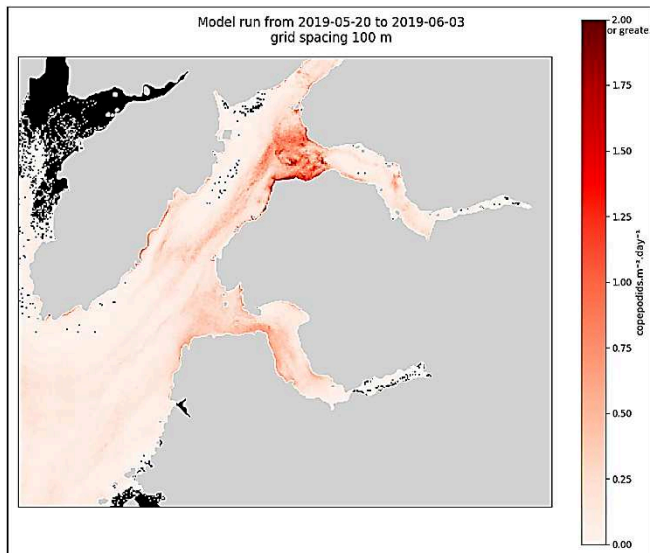 Model run from 2019-05-20 to 2019-06-03
grid spacing 100 m
2.00
or greate
1.75
1.50
1.25
1.00
0.75
0.50
0.25
0.00
copepodids.m⁻².day⁻¹